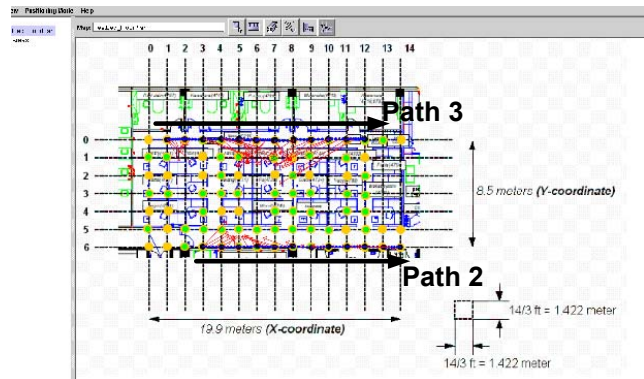 Positioning Mode Help
Map:
0 1 2 3 4 5 6 7 8 9 10 11 12 13 14
Path 3
0
1
2
3
4
5
6
8.5 meters (Y-coordinate)
Path 2
19.9 meters (X-coordinate)
14/3 ft = 1.422 meter
14/3 ft = 1.422 meter